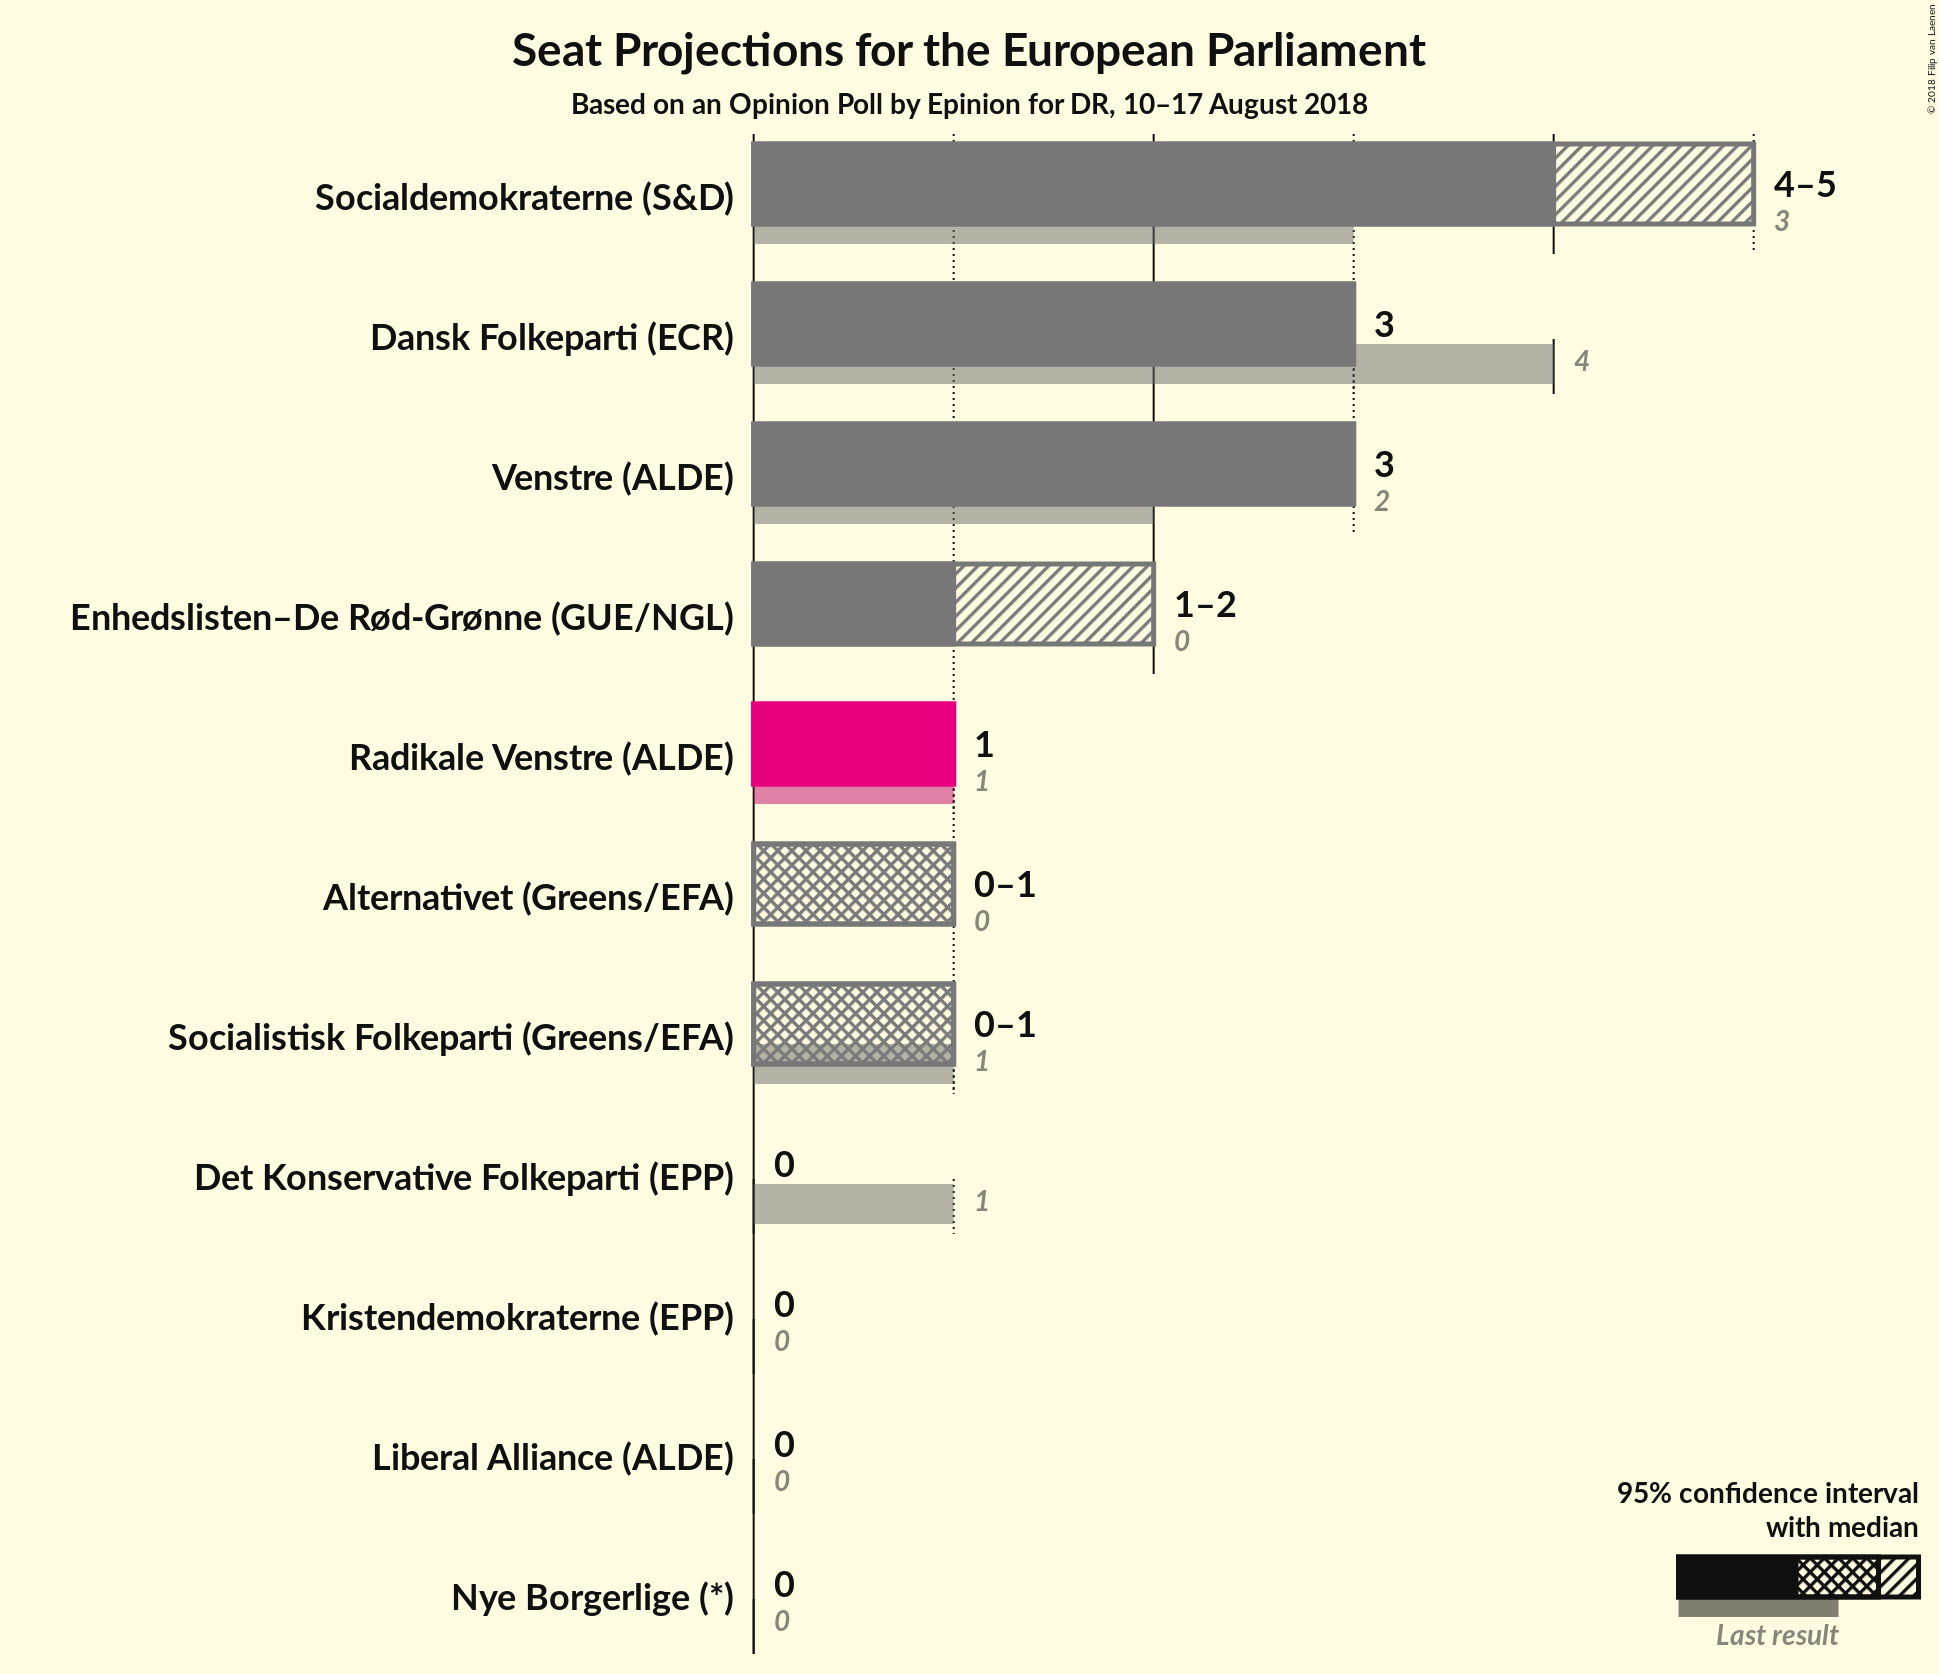 Seat Projections for the European Parliament
Based on an Opinion Poll by Epinion for DR, 10–17 August 2018
© 2018 Filip van Laenen
Socialdemokraterne (S&D)
4–5
3
Dansk Folkeparti (ECR)
3
4
Venstre (ALDE)
3
2
Enhedslisten–De Rød-Grønne (GUE/NGL)
1–2
0
Radikale Venstre (ALDE)
1
1
Alternativet (Greens/EFA)
0–1
0
Socialistisk Folkeparti (Greens/EFA)
0–1
1
Det Konservative Folkeparti (EPP)
0
1
Kristendemokraterne (EPP)
0
0
Liberal Alliance (ALDE)
0
0
Nye Borgerlige (*)
0
0
95% confidence interval
with median
Last result